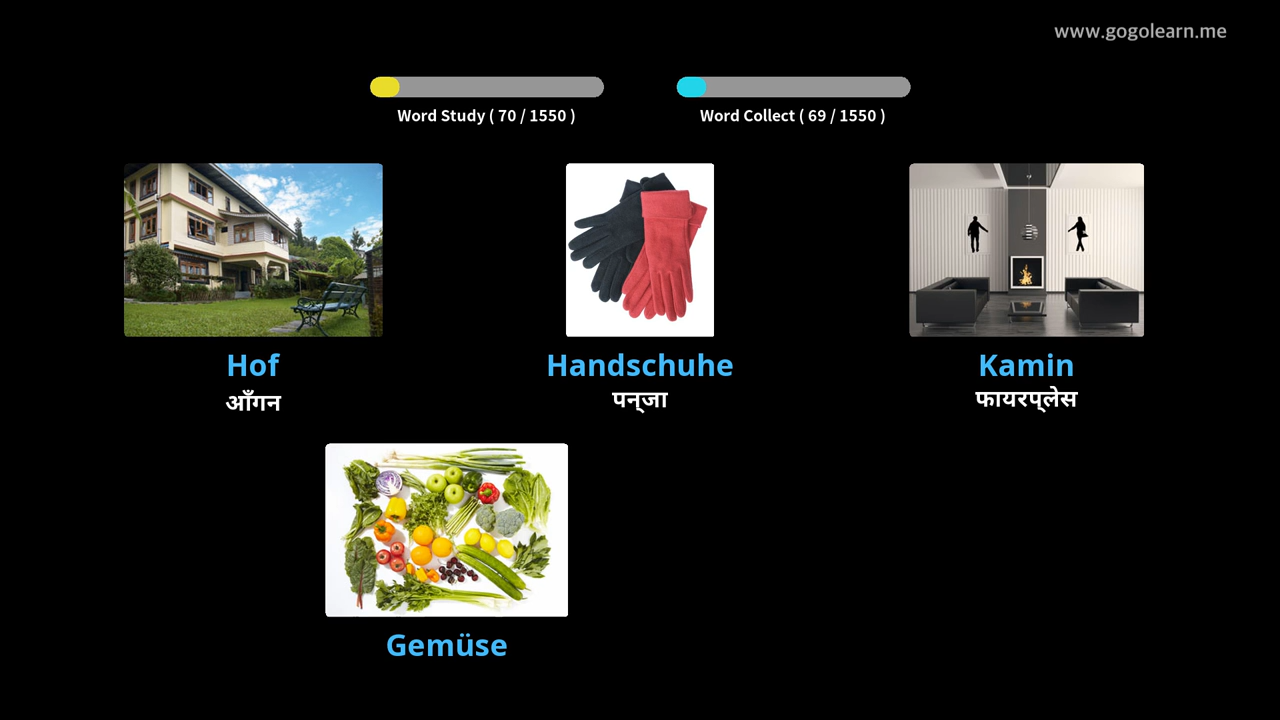 www.gogolearn.me
Word Study ( 70 / 1550 )
Word Collect ( 69 / 1550 )
Hof
Handschuhe
Kamin
आँगन
पन्‌जा
फायरप्‌लेस
Gemüse